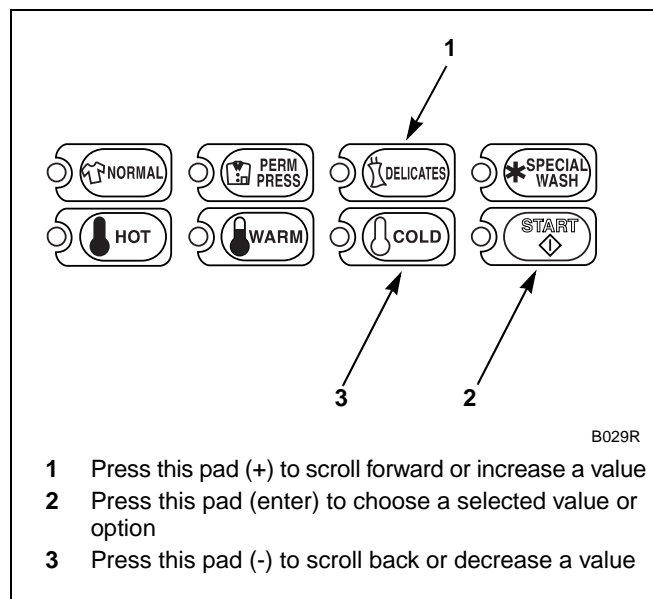 1
NORMAL
PERM
PRESS
DELICATES
SPECIAL
WASH
HOT
WARM
COLD
START
3
2
B029R
1 Press this pad (+) to scroll forward or increase a value
2 Press this pad (enter) to choose a selected value or
option
3 Press this pad (-) to scroll back or decrease a value